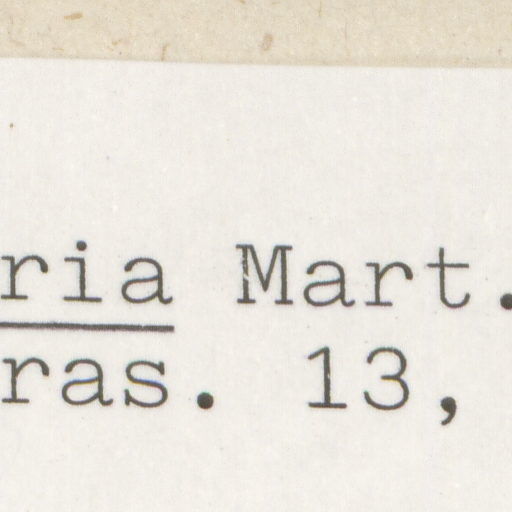 ria Mart.
ras. 13,